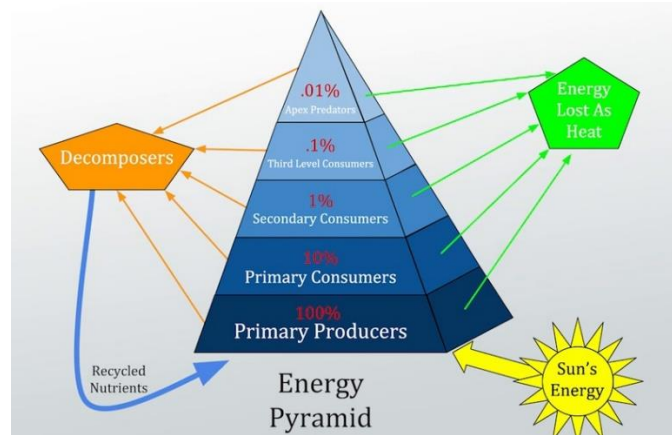 .01%
Apex Predators
.1%
Third Level Consumers
1%
Secondary Consumers
10%
Primary Consumers
100%
Primary Producers
Decomposers
Energy
Lost As
Heat
Recycled
Nutrients
Energy
Pyramid
Sun's
Energy